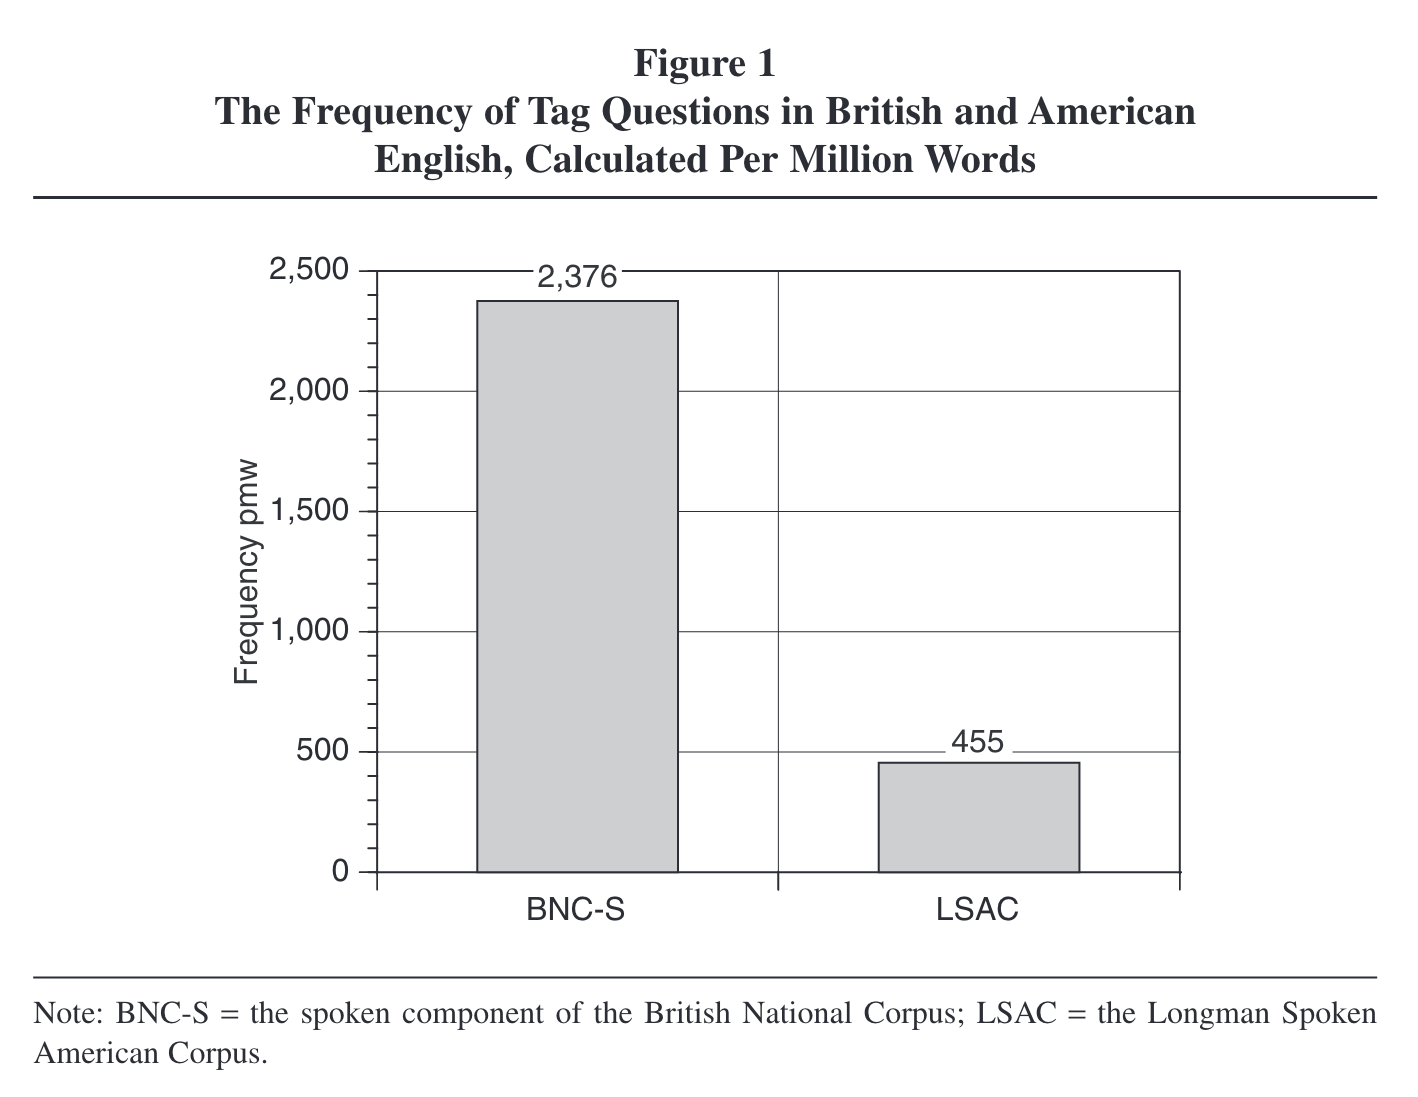 Figure 1
The Frequency of Tag Questions in British and American
English, Calculated Per Million Words
2,500
2,376
2,000
1,500
Frequency pmw
1,000
500
455
0
BNC-S
LSAC
Note: BNC-S = the spoken component of the British National Corpus; LSAC = the Longman Spoken
American Corpus.